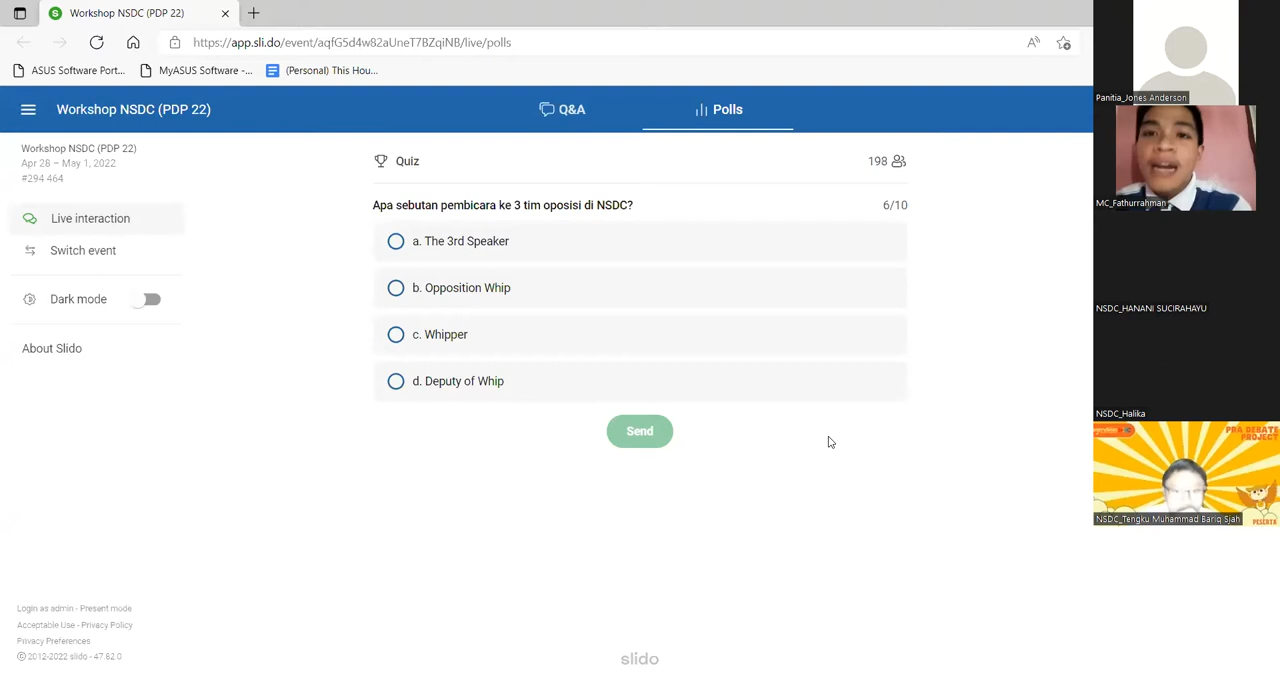 Workshop NSDC (PDP 22)
https://app.sli.do/event/aqfG5d4w82aUneT7BZqiNB/live/polls
ASUS Software Port...
MyASUS Software -...
(Personal) This Hou...
Workshop NSDC (PDP 22)
Q&A
Polls
Workshop NSDC (PDP 22)
Apr 28 – May 1, 2022
#294 464
Live interaction
Switch event
Dark mode
About Slido
Quiz
198
Apa sebutan pembicara ke 3 tim oposisi di NSDC?
6/10
a. The 3rd Speaker
b. Opposition Whip
c. Whipper
d. Deputy of Whip
Send
Login as admin - Present mode
Acceptable Use - Privacy Policy
Privacy Preferences
© 2012-2022 slido - 47.62.0
slido
Panitia_Jones Anderson
MC_Fathurrahman
NSDC_HANANI SUCIRAHAYU
NSDC_Halika
PRA DEBATE
PROJECT
PESERTA
NSDC_Tengku Muhammad Bariq Sjah